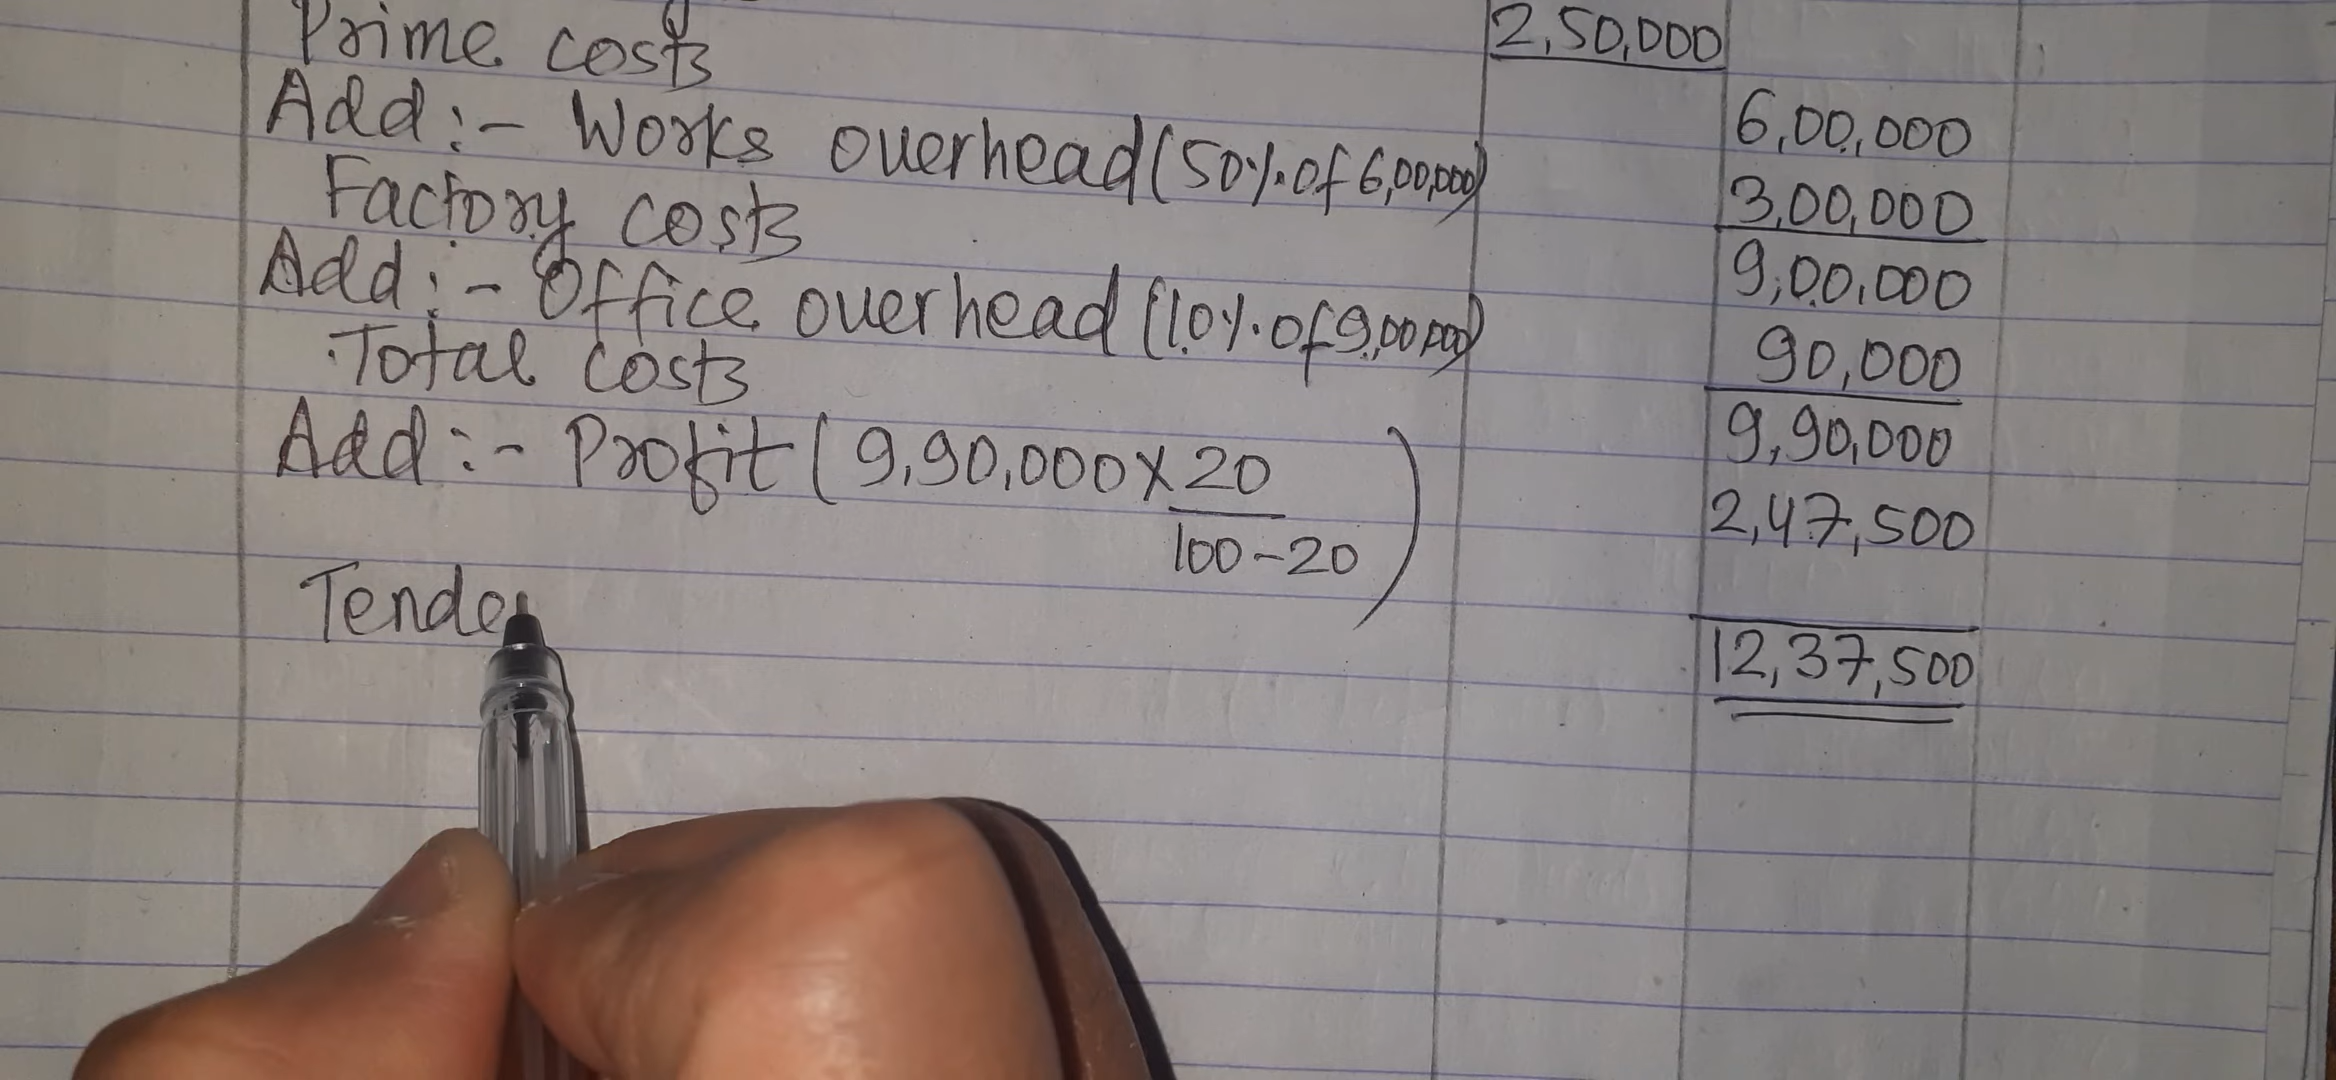 Prime costs 2,50,000
6,00,000
Add:- Works overhead (50% of 6,00,000) 3,00,000
Factory costs 9,00,000
Add:- Office overhead (10% of 9,00,000) 90,000
Total costs 9,90,000
Add:- Profit (9,90,000 × 20 2,47,500
100-20)
Tende 12,37,500